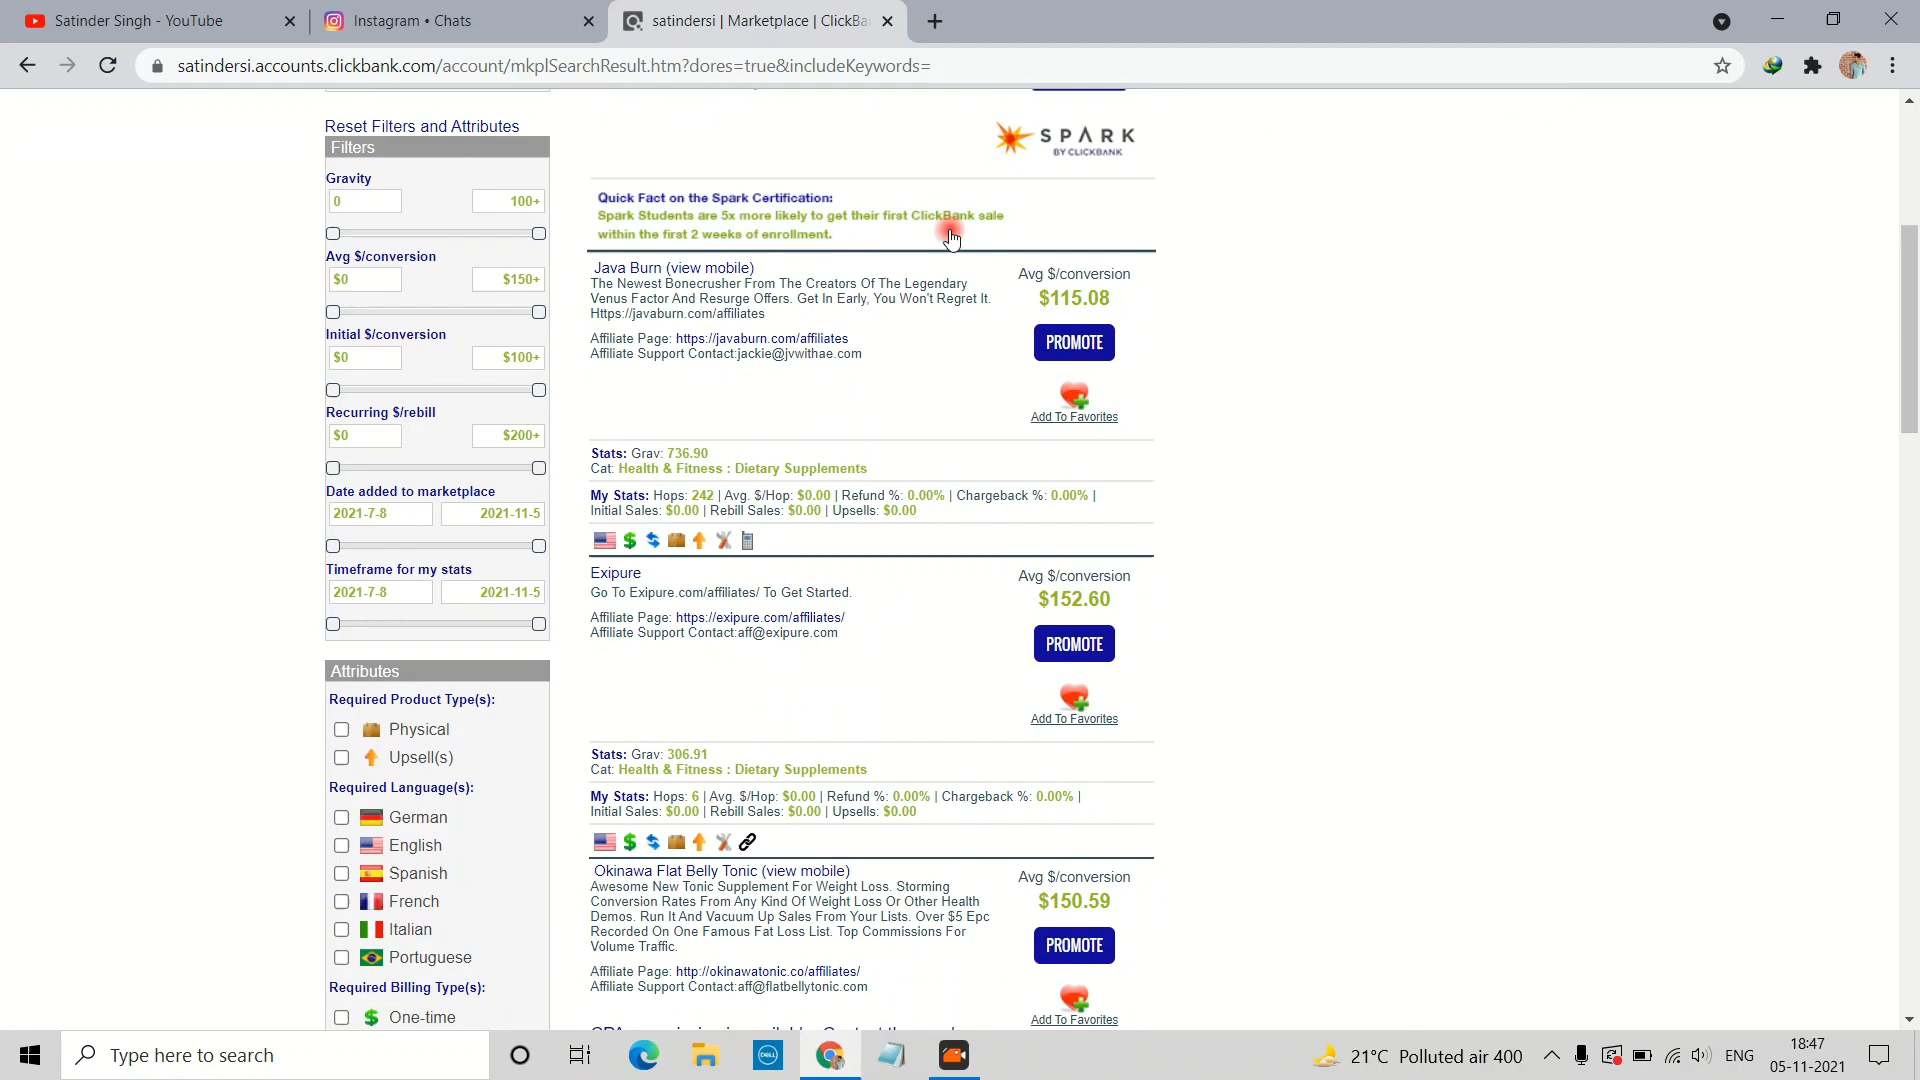 Satinder Singh - YouTube
Instagram • Chats
satindersi | Marketplace | ClickBa
satindersi.accounts.clickbank.com/account/mkplSearchResult.htm?dores=true&includeKeywords=
Reset Filters and Attributes
Filters
Gravity
0 100+
Avg $/conversion
$0 $150+
Initial $/conversion
$0 $100+
Recurring $/rebill
$0 $200+
Date added to marketplace
2021-7-8 2021-11-5
Timeframe for my stats
2021-7-8 2021-11-5
Attributes
Required Product Type(s):
Physical
Upsell(s)
Required Language(s):
German
English
Spanish
French
Italian
Portuguese
Required Billing Type(s):
One-time
SPARK
BY CLICKBANK
Quick Fact on the Spark Certification:
Spark Students are 5x more likely to get their first ClickBank sale
within the first 2 weeks of enrollment.
Java Burn (view mobile)
The Newest Bonecrusher From The Creators Of The Legendary
Venus Factor And Resurge Offers. Get In Early, You Won't Regret It.
Https://javaburn.com/affiliates
Affiliate Page: https://javaburn.com/affiliates
Affiliate Support Contact:jackie@jvwithae.com
Avg $/conversion
$115.08
PROMOTE
Add To Favorites
Stats: Grav: 736.90
Cat: Health & Fitness : Dietary Supplements
My Stats: Hops: 242 | Avg. $/Hop: $0.00 | Refund %: 0.00% | Chargeback %: 0.00% |
Initial Sales: $0.00 | Rebill Sales: $0.00 | Upsells: $0.00
Exipure
Go To Exipure.com/affiliates/ To Get Started.
Affiliate Page: https://exipure.com/affiliates/
Affiliate Support Contact:aff@exipure.com
Avg $/conversion
$152.60
PROMOTE
Add To Favorites
Stats: Grav: 306.91
Cat: Health & Fitness : Dietary Supplements
My Stats: Hops: 6 | Avg. $/Hop: $0.00 | Refund %: 0.00% | Chargeback %: 0.00% |
Initial Sales: $0.00 | Rebill Sales: $0.00 | Upsells: $0.00
Okinawa Flat Belly Tonic (view mobile)
Awesome New Tonic Supplement For Weight Loss. Storming
Conversion Rates From Any Kind Of Weight Loss Or Other Health
Demos. Run It And Vacuum Up Sales From Your Lists. Over $5 Epc
Recorded On One Famous Fat Loss List. Top Commissions For
Volume Traffic.
Affiliate Page: http://okinawatonic.co/affiliates/
Affiliate Support Contact:aff@flatbellytonic.com
Avg $/conversion
$150.59
PROMOTE
Add To Favorites
Type here to search
DELL
21°C Polluted air 400
ENG
18:47
05-11-2021